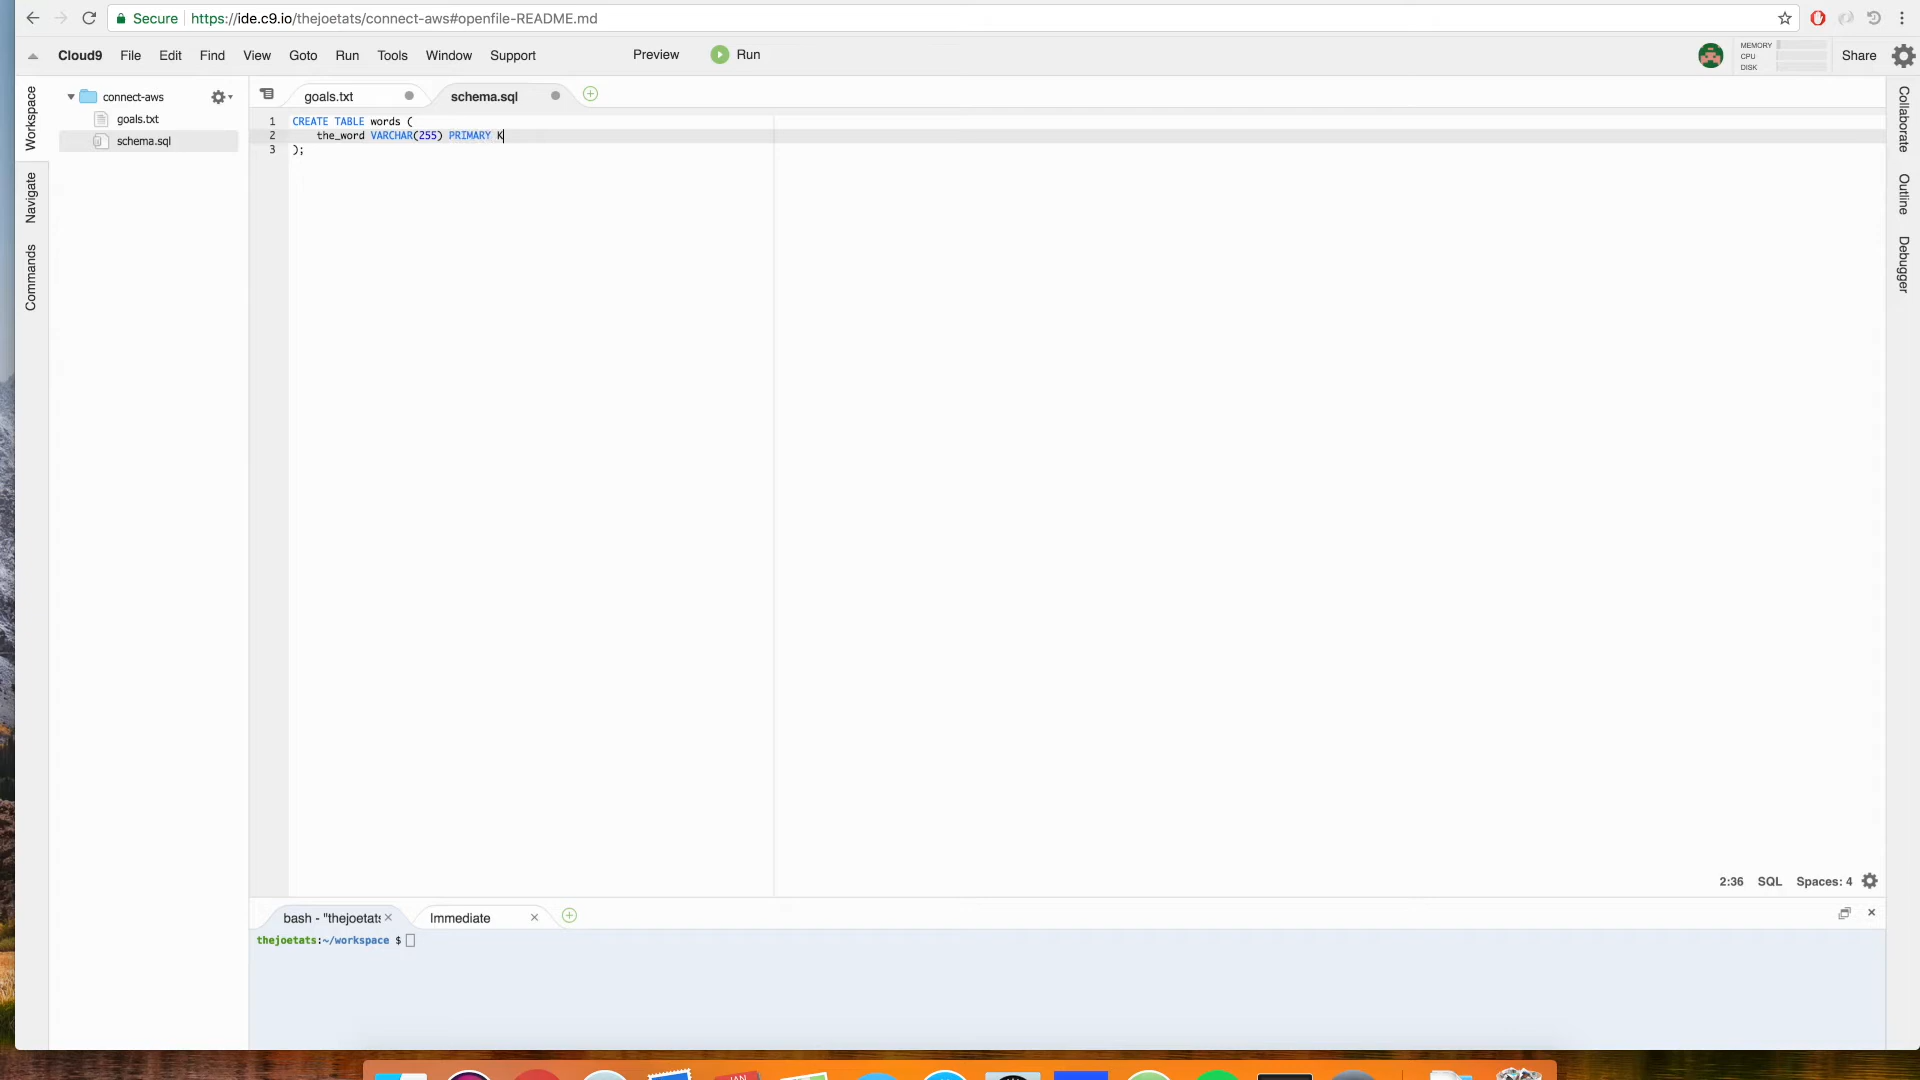 Secure https://ide.c9.io/thejoetats/connect-aws#openfile-README.md
Cloud9 File Edit Find View Goto Run Tools Window Support Preview Run MEMORY CPU DISK Share
Workspace
Navigate
Commands
connect-aws
goals.txt
schema.sql
goals.txt schema.sql
1 CREATE TABLE words (
2 the_word VARCHAR(255) PRIMARY K
3 );
Collaborate
Outline
Debugger
2:36 SQL Spaces: 4
bash - "thejoetats Immediate
thejoetats:~/workspace $
JAN